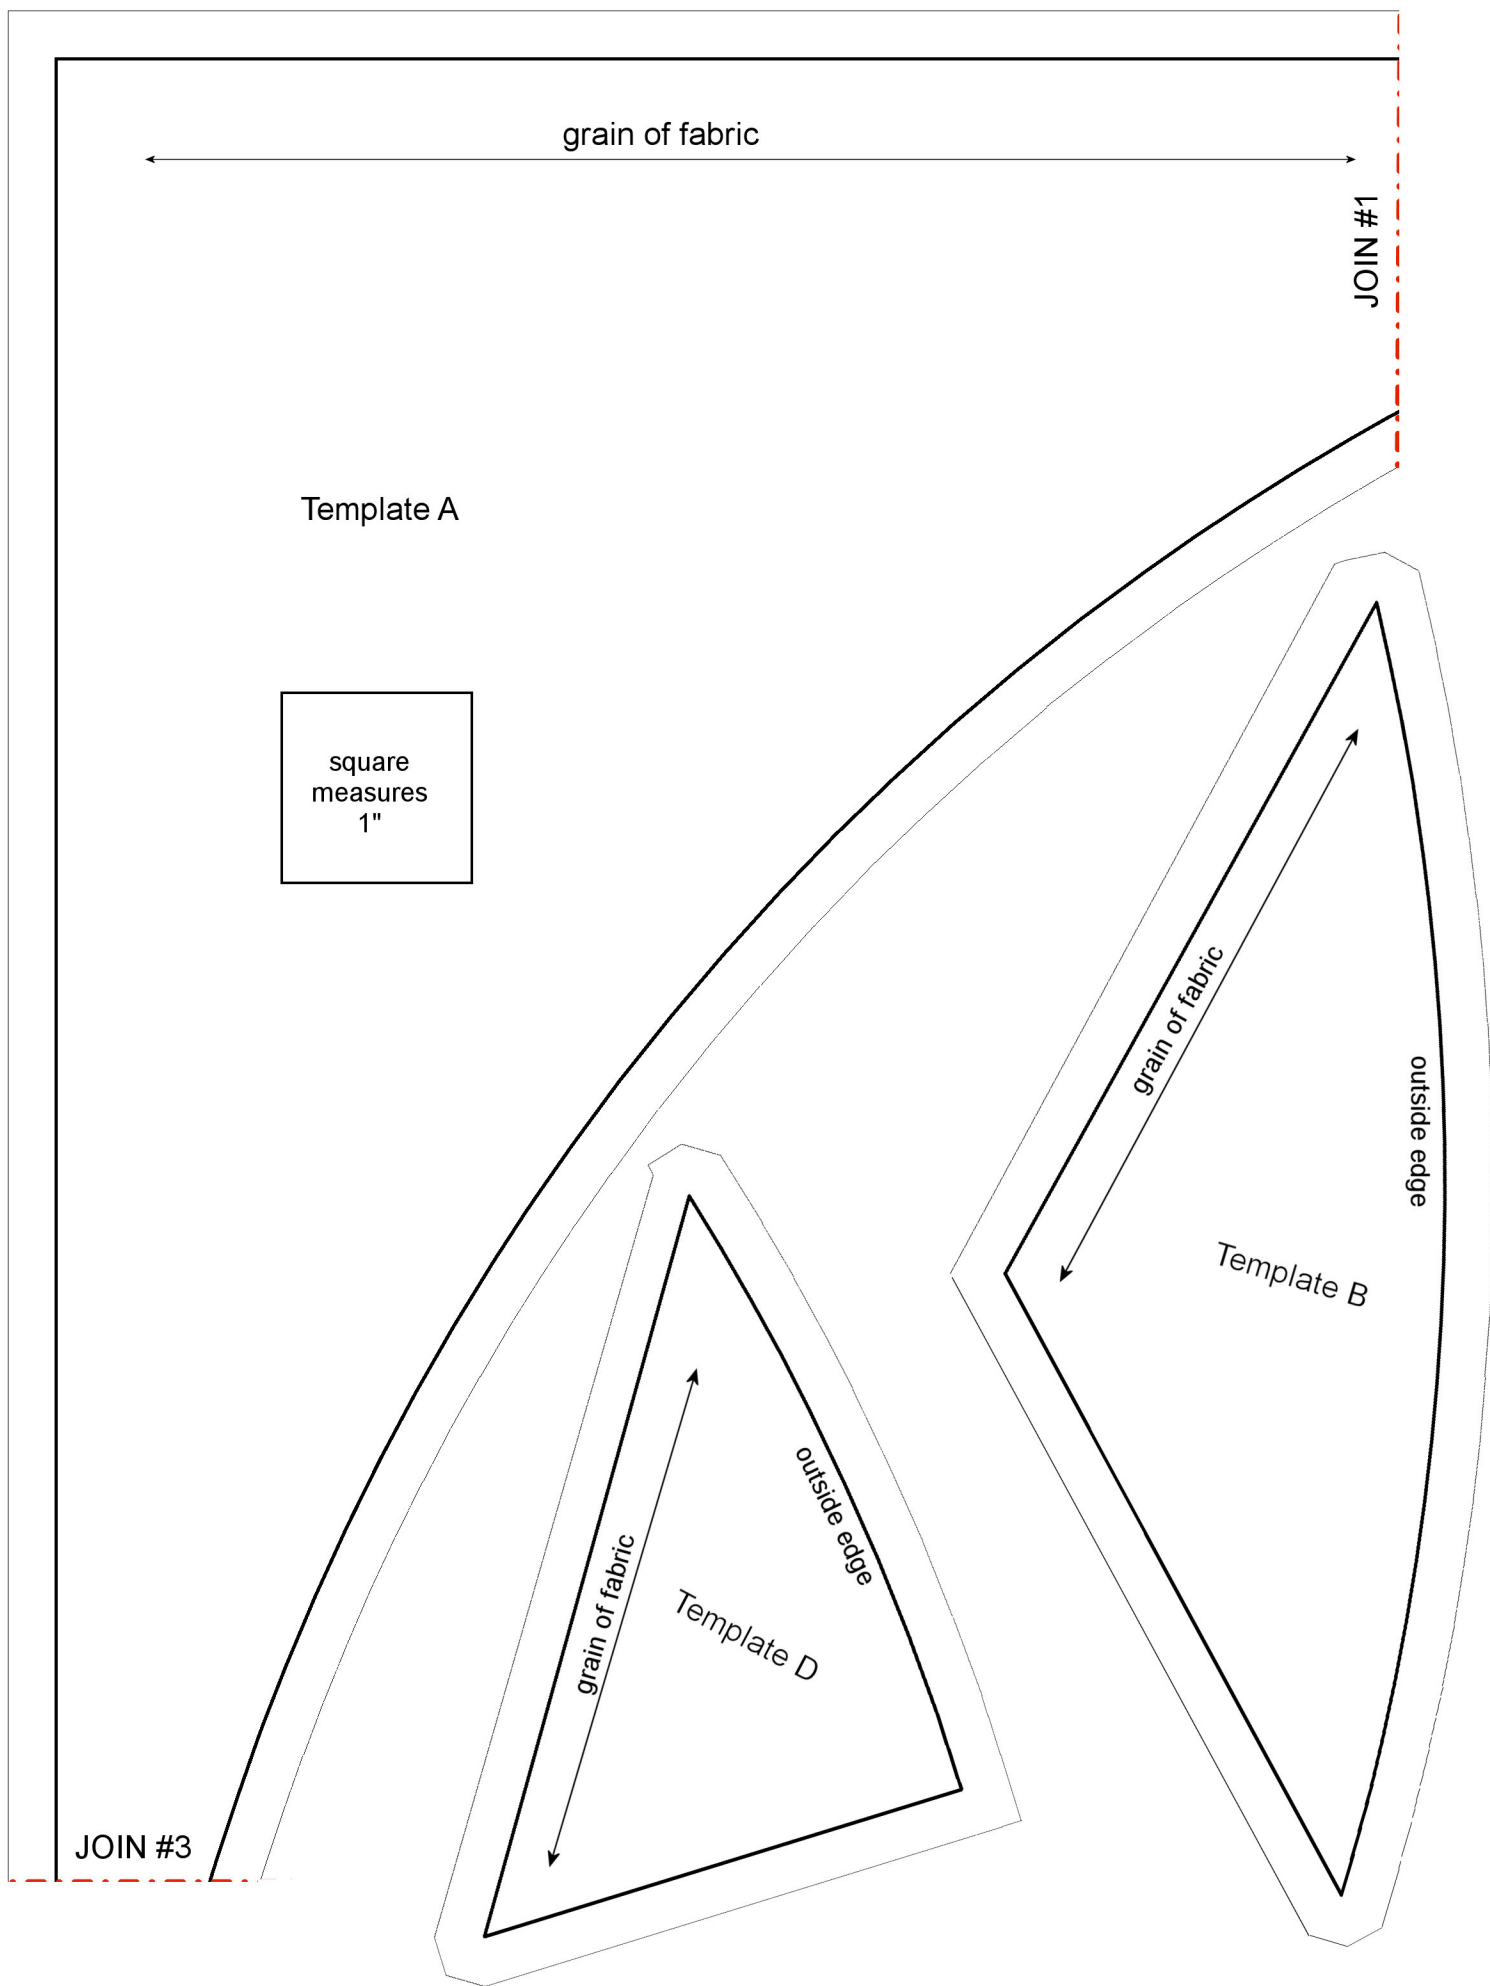 grain of fabric
JOIN #1
Template A
square
measures
1"
grain of fabric
outside edge
Template B
outside edge
grain of fabric
Template D
JOIN #3